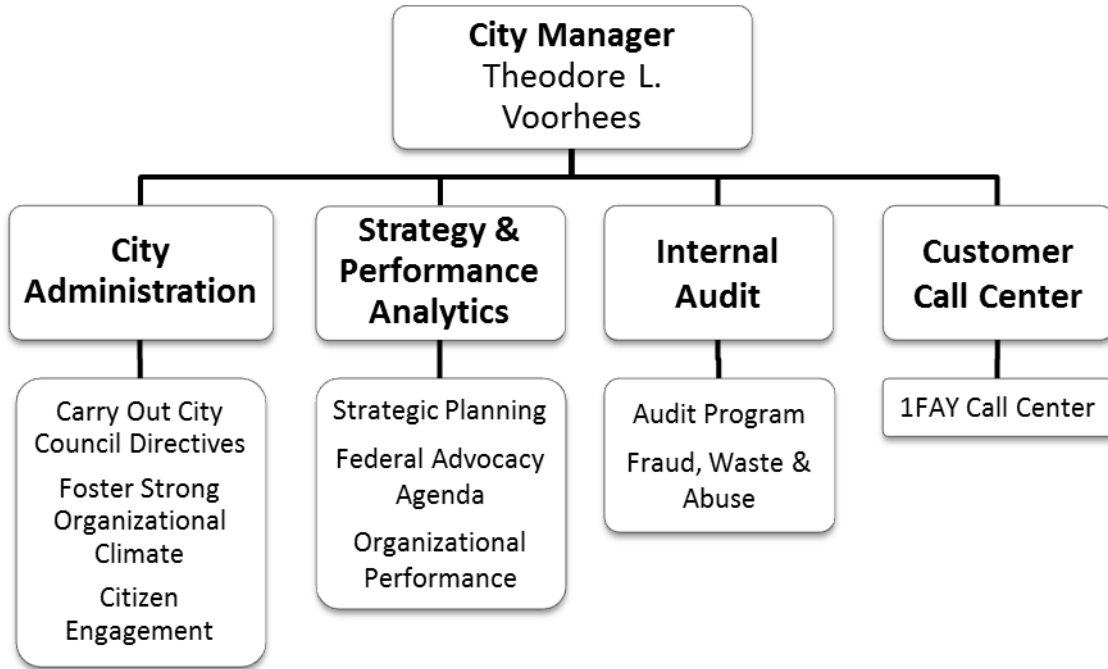 City Manager
Theodore L.
Voorhees
City
Administration
Strategy &
Performance
Analytics
Internal
Audit
Customer
Call Center
Carry Out City
Council Directives
Foster Strong
Organizational
Climate
Citizen
Engagement
Strategic Planning
Federal Advocacy
Agenda
Organizational
Performance
Audit Program
Fraud, Waste &
Abuse
1FAY Call Center